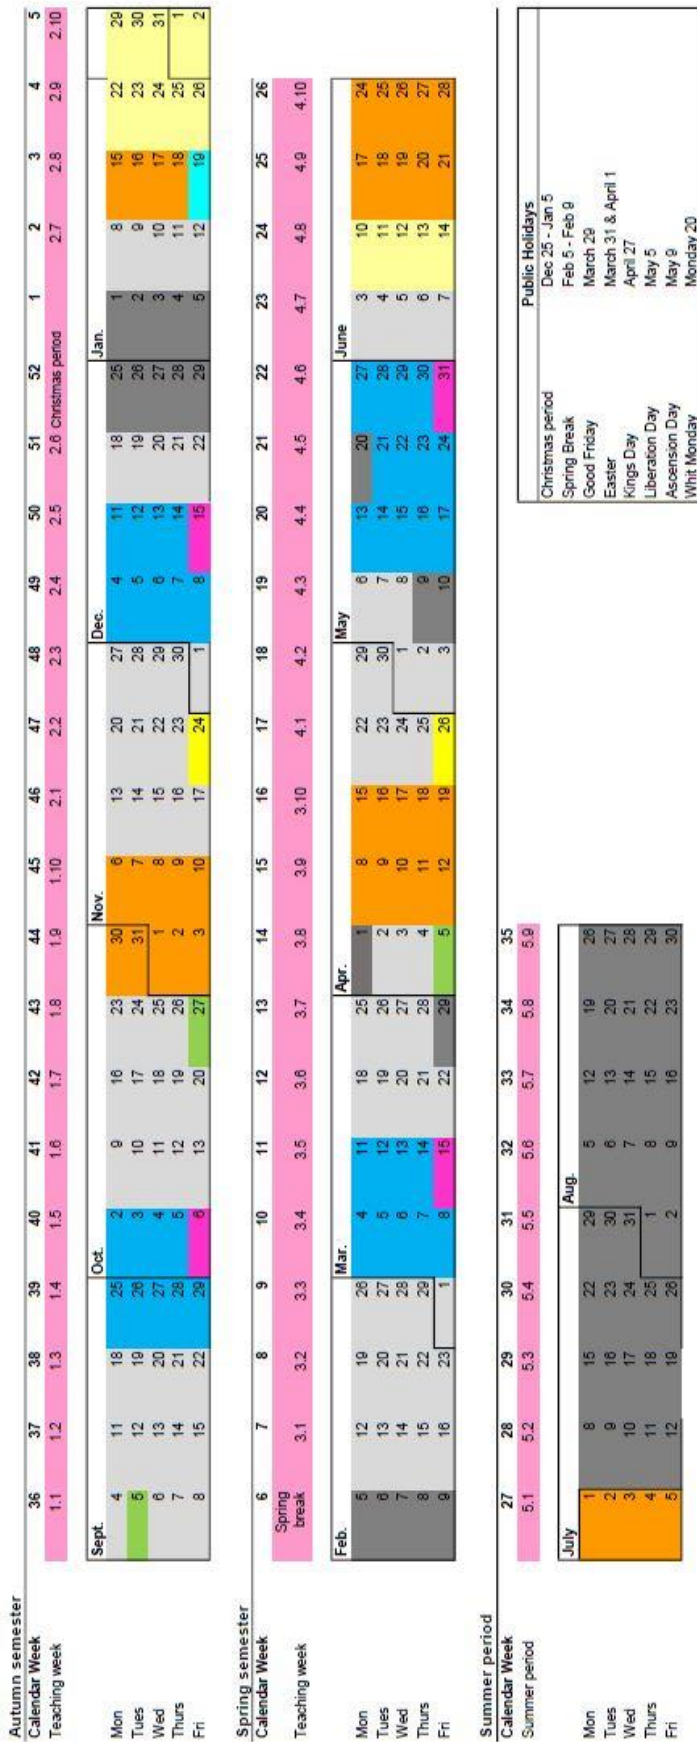 Autumn semester
Calendar Week 36 37 38 39 40 41 42 43 44 45 46 47 48 49 50 51 52 1 2 3 4 5
Teaching week 1.1 1.2 1.3 1.4 1.5 1.6 1.7 1.8 1.9 1.10 2.1 2.2 2.3 2.4 2.5 2.6 Christmas period 2.7 2.8 2.9 2.10
Sept. Oct. Nov. Dec. Jan.
Mon 4 11 18 25 2 9 16 23 30 6 13 20 27 4 11 18 25 1 8 15 22 29
Tues 5 12 19 26 3 10 17 24 31 7 14 21 28 5 12 19 26 2 9 16 23 30
Wed 6 13 20 27 4 11 18 25 1 8 15 22 29 6 13 20 27 3 10 17 24 31
Thurs 7 14 21 28 5 12 19 26 2 9 16 23 30 7 14 21 28 4 11 18 25 1
Fri 8 15 22 29 6 13 20 27 3 10 17 24 1 8 15 22 29 5 12 19 26 2
Spring semester
Calendar Week 6 7 8 9 10 11 12 13 14 15 16 17 18 19 20 21 22 23 24 25 26
Teaching week Spring break 3.1 3.2 3.3 3.4 3.5 3.6 3.7 3.8 3.9 3.10 4.1 4.2 4.3 4.4 4.5 4.6 4.7 4.8 4.9 4.10
Feb. Mar. Apr. May June
Mon 5 12 19 26 4 11 18 25 1 8 15 22 29 6 13 20 27 3 10 17 24
Tues 6 13 20 27 5 12 19 26 2 9 16 23 30 7 14 21 28 4 11 18 25
Wed 7 14 21 28 6 13 20 27 3 10 17 24 1 8 15 22 29 5 12 19 26
Thurs 8 15 22 29 7 14 21 28 4 11 18 25 2 9 16 23 30 6 13 20 27
Fri 9 16 23 1 8 15 22 29 5 12 19 26 3 10 17 24 31 7 14 21 28
Summer period
Calendar Week 27 28 29 30 31 32 33 34 35
Summer period 5.1 5.2 5.3 5.4 5.5 5.6 5.7 5.8 5.9
July Aug.
Mon 1 8 15 22 29 5 12 19 26
Tues 2 9 16 23 30 6 13 20 27
Wed 3 10 17 24 31 7 14 21 28
Thurs 4 11 18 25 1 8 15 22 29
Fri 5 12 19 26 2 9 16 23 30
Public Holidays
Christmas period Dec 25 - Jan 5
Spring Break Feb 5 - Feb 9
Good Friday March 29
Easter March 31 & April 1
Kings Day April 27
Liberation Day May 5
Ascension Day May 9
Whit Monday Monday 20